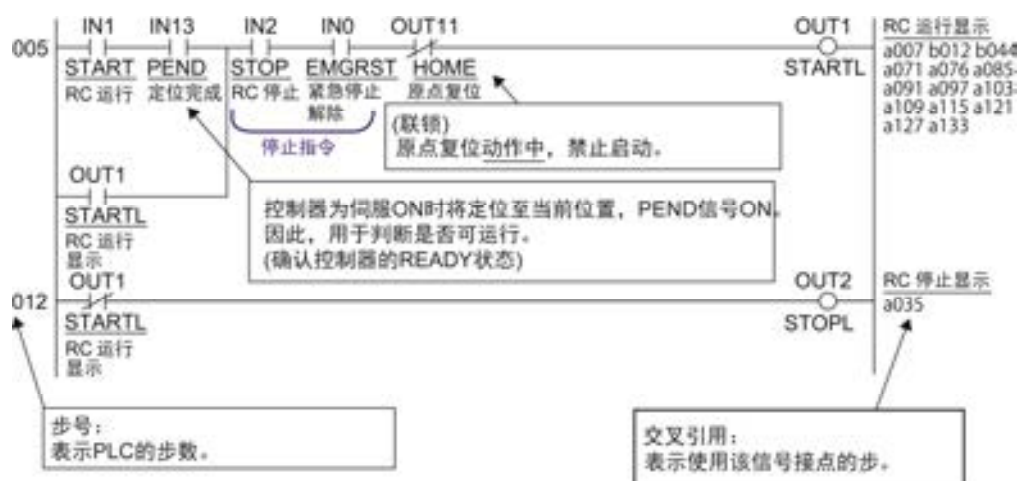 IN1 IN13 IN2 IN0 OUT11 OUT1 RC 运行显示
005
START PEND STOP EMGRST HOME STARTL
RC 运行 定位完成 RC 停止 紧急停止 原点复位
解除
停止指令
a007 b012 b044
a071 a076 a085
a091 a097 a103
a109 a115 a121
a127 a133
(联锁)
原点复位动作中，禁止启动。
OUT1
STARTL
RC 运行
显示
控制器为伺服ON时将定位至当前位置，PEND信号ON。
因此，用于判断是否可运行。
(确认控制器的READY状态)
OUT1 OUT2 RC 停止显示
012 a035
STARTL STOPL
RC 运行
显示
步号：
表示PLC的步数。
交叉引用：
表示使用该信号接点的步。